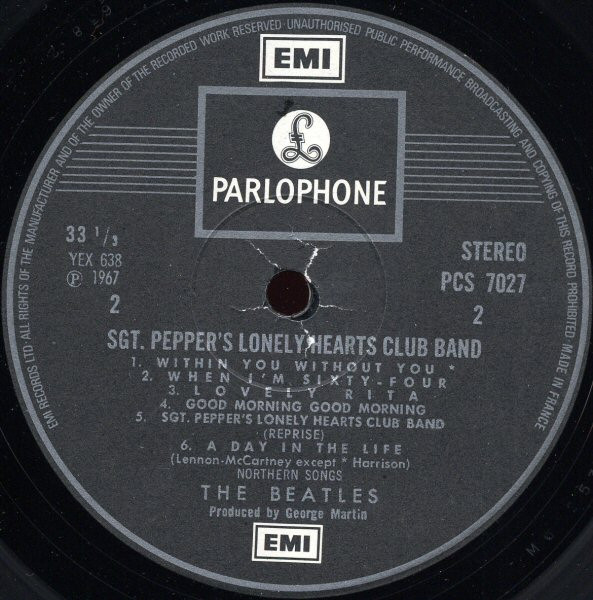 EMI RECORDS LTD ALL RIGHTS OF THE MANUFACTURER AND OF THE OWNER OF THE RECORDED WORK RESERVED · UNAUTHORISED PUBLIC PERFORMANCE BROADCASTING AND COPYING OF THIS RECORD PROHIBITED MADE IN FRANCE
EMI
£
PARLOPHONE
33 1/3
YEX 638
℗ 1967
2
STEREO
PCS 7027
2
SGT. PEPPER'S LONELY HEARTS CLUB BAND
1. WITHIN YOU WITHOUT YOU *
2. WHEN I'M SIXTY-FOUR
3. LOVELY RITA
4. GOOD MORNING GOOD MORNING
5. SGT. PEPPER'S LONELY HEARTS CLUB BAND
(REPRISE)
6. A DAY IN THE LIFE
(Lennon-McCartney except * Harrison)
NORTHERN SONGS
THE BEATLES
Produced by George Martin
EMI